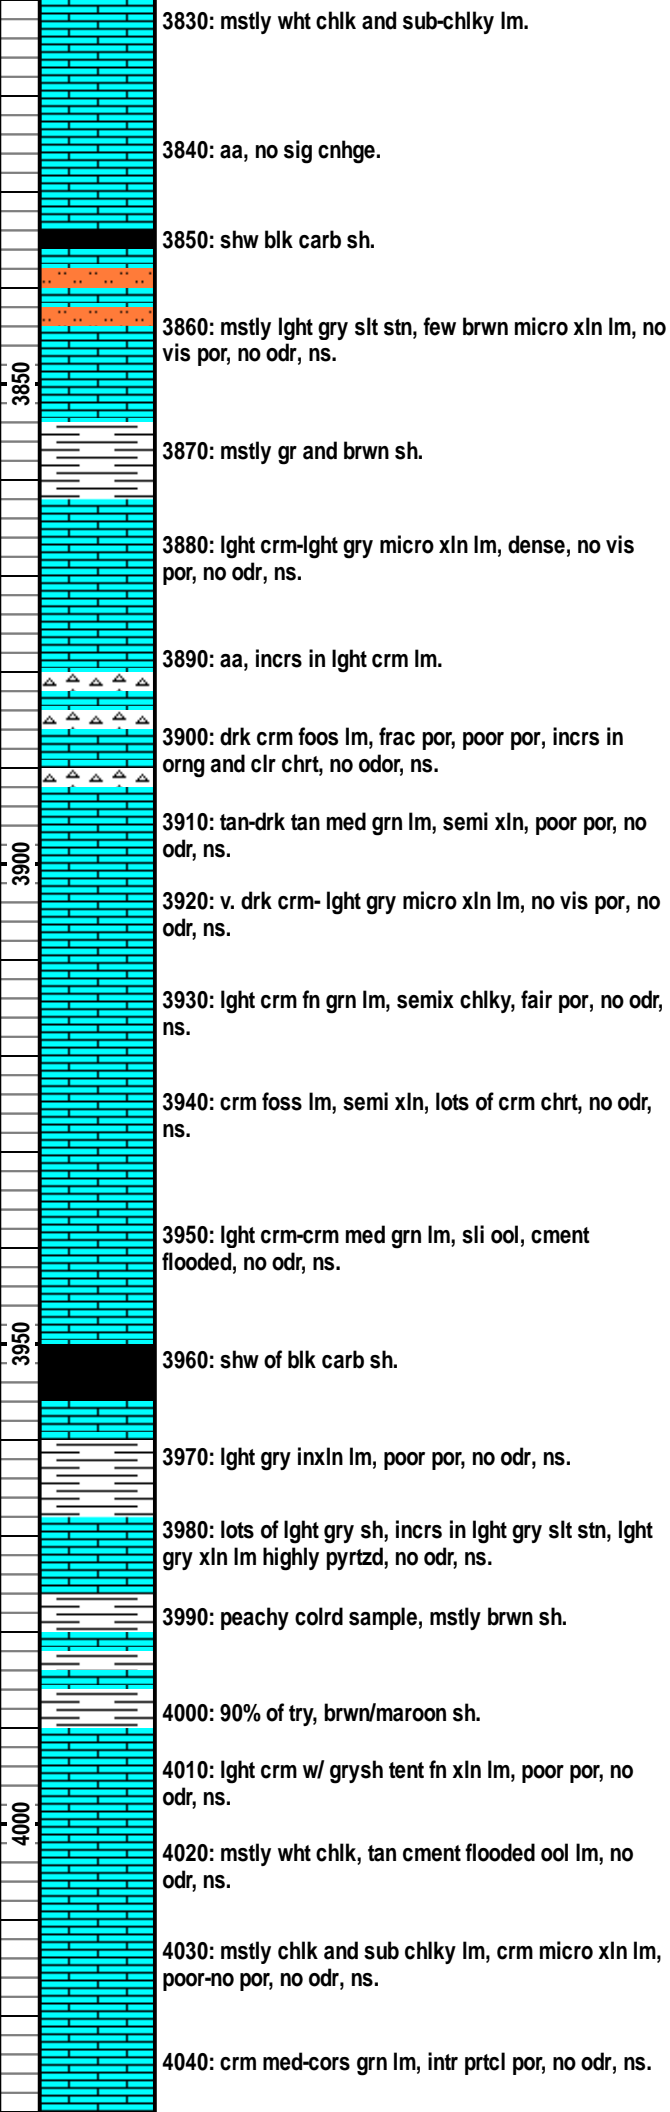 3830: mstly wht chlk and sub-chlky lm.
3840: aa, no sig cnhge.
3850: shw blk carb sh.
3860: mstly lght gry slt stn, few brwn micro xln lm, no
vis por, no odr, ns.
3850
3870: mstly gr and brwn sh.
3880: lght crm-lght gry micro xln lm, dense, no vis
por, no odr, ns.
3890: aa, incrs in lght crm lm.
3900: drk crm foos lm, frac por, poor por, incrs in
orng and clr chrt, no odor, ns.
3910: tan-drk tan med grn lm, semi xln, poor por, no
odr, ns.
3900
3920: v. drk crm- lght gry micro xln lm, no vis por, no
odr, ns.
3930: lght crm fn grn lm, semix chlky, fair por, no odr,
ns.
3940: crm foss lm, semi xln, lots of crm chrt, no odr,
ns.
3950: lght crm-crm med grn lm, sli ool, cment
flooded, no odr, ns.
3950
3960: shw of blk carb sh.
3970: lght gry inxln lm, poor por, no odr, ns.
3980: lots of lght gry sh, incrs in lght gry slt stn, lght
gry xln lm highly pyrtzd, no odr, ns.
3990: peachy colrd sample, mstly brwn sh.
4000: 90% of try, brwn/maroon sh.
4010: lght crm w/ grysh tent fn xln lm, poor por, no
odr, ns.
4000
4020: mstly wht chlk, tan cment flooded ool lm, no
odr, ns.
4030: mstly chlk and sub chlky lm, crm micro xln lm,
poor-no por, no odr, ns.
4040: crm med-cors grn lm, intr prtcl por, no odr, ns.